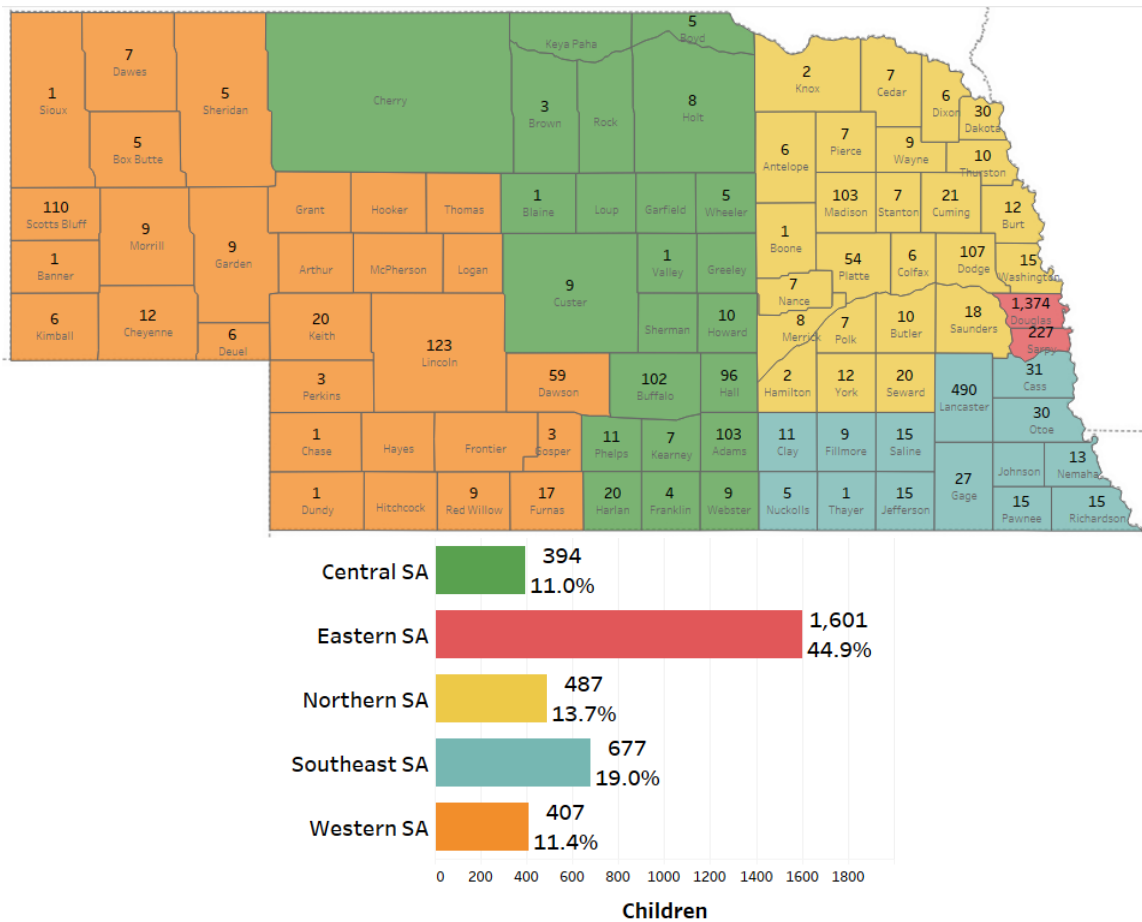 5
Boyd
Keya Paha
7
Dawes
1
Sioux
5
Sheridan
Cherry
3
Brown
Rock
8
Holt
2
Knox
7
Cedar
6
Dixon
30
Dakota
5
Box Butte
6
Antelope
7
Pierce
9
Wayne
10
Thurston
110
Scotts Bluff
9
Morrill
9
Garden
Grant
Hooker
Thomas
1
Blaine
Loup
Garfield
5
Wheeler
103
Madison
7
Stanton
21
Cuming
12
Burt
1
Boone
1
Banner
Arthur
McPherson
Logan
9
Custer
1
Valley
Greeley
54
Platte
6
Colfax
107
Dodge
15
Washington
7
Nance
6
Kimball
12
Cheyenne
6
Deuel
20
Keith
123
Lincoln
Sherman
10
Howard
8
Merrick
7
Polk
10
Butler
18
Saunders
1,374
Douglas
227
Sarpy
3
Perkins
59
Dawson
102
Buffalo
96
Hall
2
Hamilton
12
York
20
Seward
490
Lancaster
31
Cass
30
Otoe
1
Chase
Hayes
Frontier
3
Gosper
11
Phelps
7
Kearney
103
Adams
11
Clay
9
Fillmore
15
Saline
27
Gage
Johnson
13
Nemaha
1
Dundy
Hitchcock
9
Red Willow
17
Furnas
20
Harlan
4
Franklin
9
Webster
5
Nuckolls
1
Thayer
15
Jefferson
15
Pawnee
15
Richardson
Central SA
394
11.0%
Eastern SA
1,601
44.9%
Northern SA
487
13.7%
Southeast SA
677
19.0%
Western SA
407
11.4%
0 200 400 600 800 1000 1200 1400 1600 1800
Children